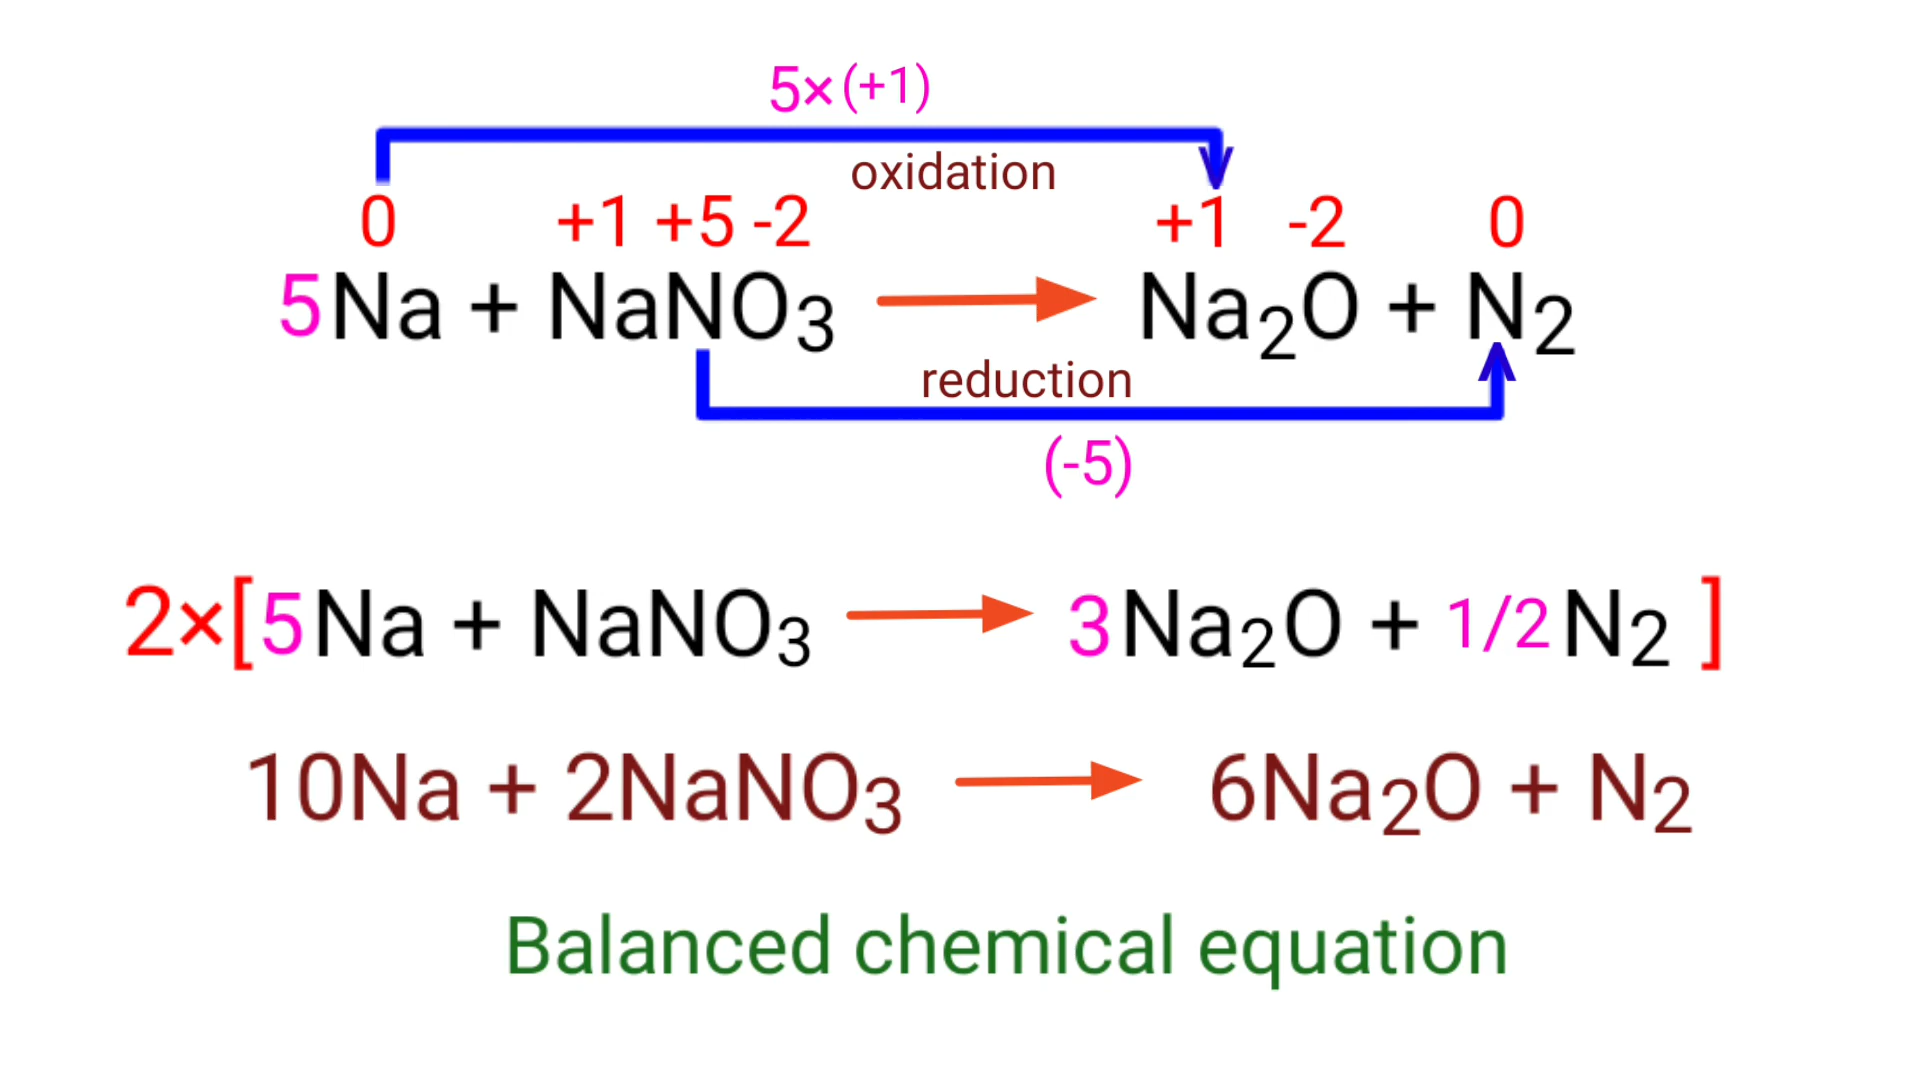 5×(+1)
oxidation
0 +1 +5 -2 +1 -2 0
5Na + NaNO3 → Na2O + N2
reduction
(-5)
2×[5Na + NaNO3 → 3Na2O + 1/2N2 ]
10Na + 2NaNO3 → 6Na2O + N2
Balanced chemical equation